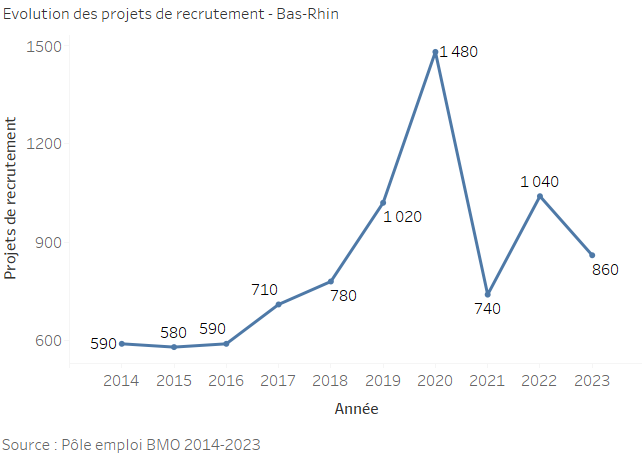 Evolution des projets de recrutement - Bas-Rhin
1500
1200
900
600
Projets de recrutement
590
580
590
710
780
1 020
1 480
740
1 040
860
2014 2015 2016 2017 2018 2019 2020 2021 2022 2023
Année
Source : Pôle emploi BMO 2014-2023